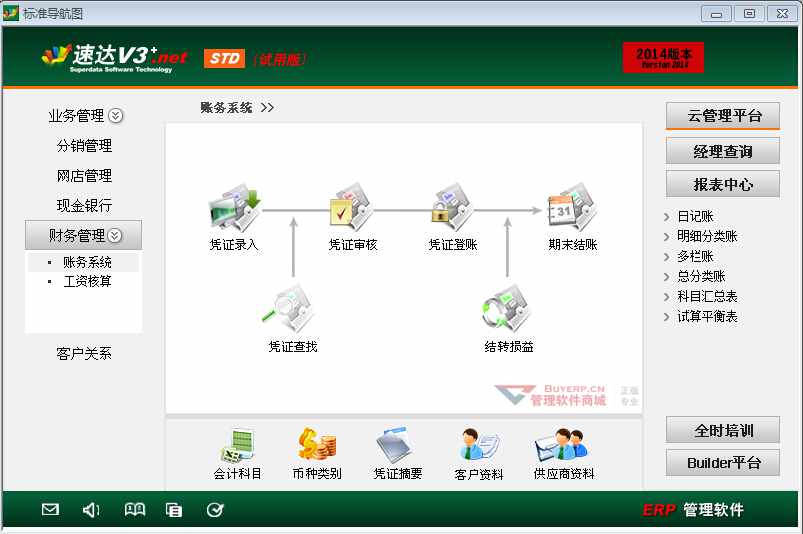 标准导航图
速达V3+.net
Superdata Software Technology
STD (试用版)
2014版本
Version 2014
业务管理
分销管理
网店管理
现金银行
财务管理
账务系统
工资核算
客户关系
账务系统 >>
凭证录入
凭证审核
凭证登账
31
期末结账
凭证查找
结转损益
BUYERP.CN
管理软件商城
正版
专业
会计科目
币种类别
凭证摘要
客户资料
供应商资料
云管理平台
经理查询
报表中心
日记账
明细分类账
多栏账
总分类账
科目汇总表
试算平衡表
全时培训
Builder平台
ERP 管理软件